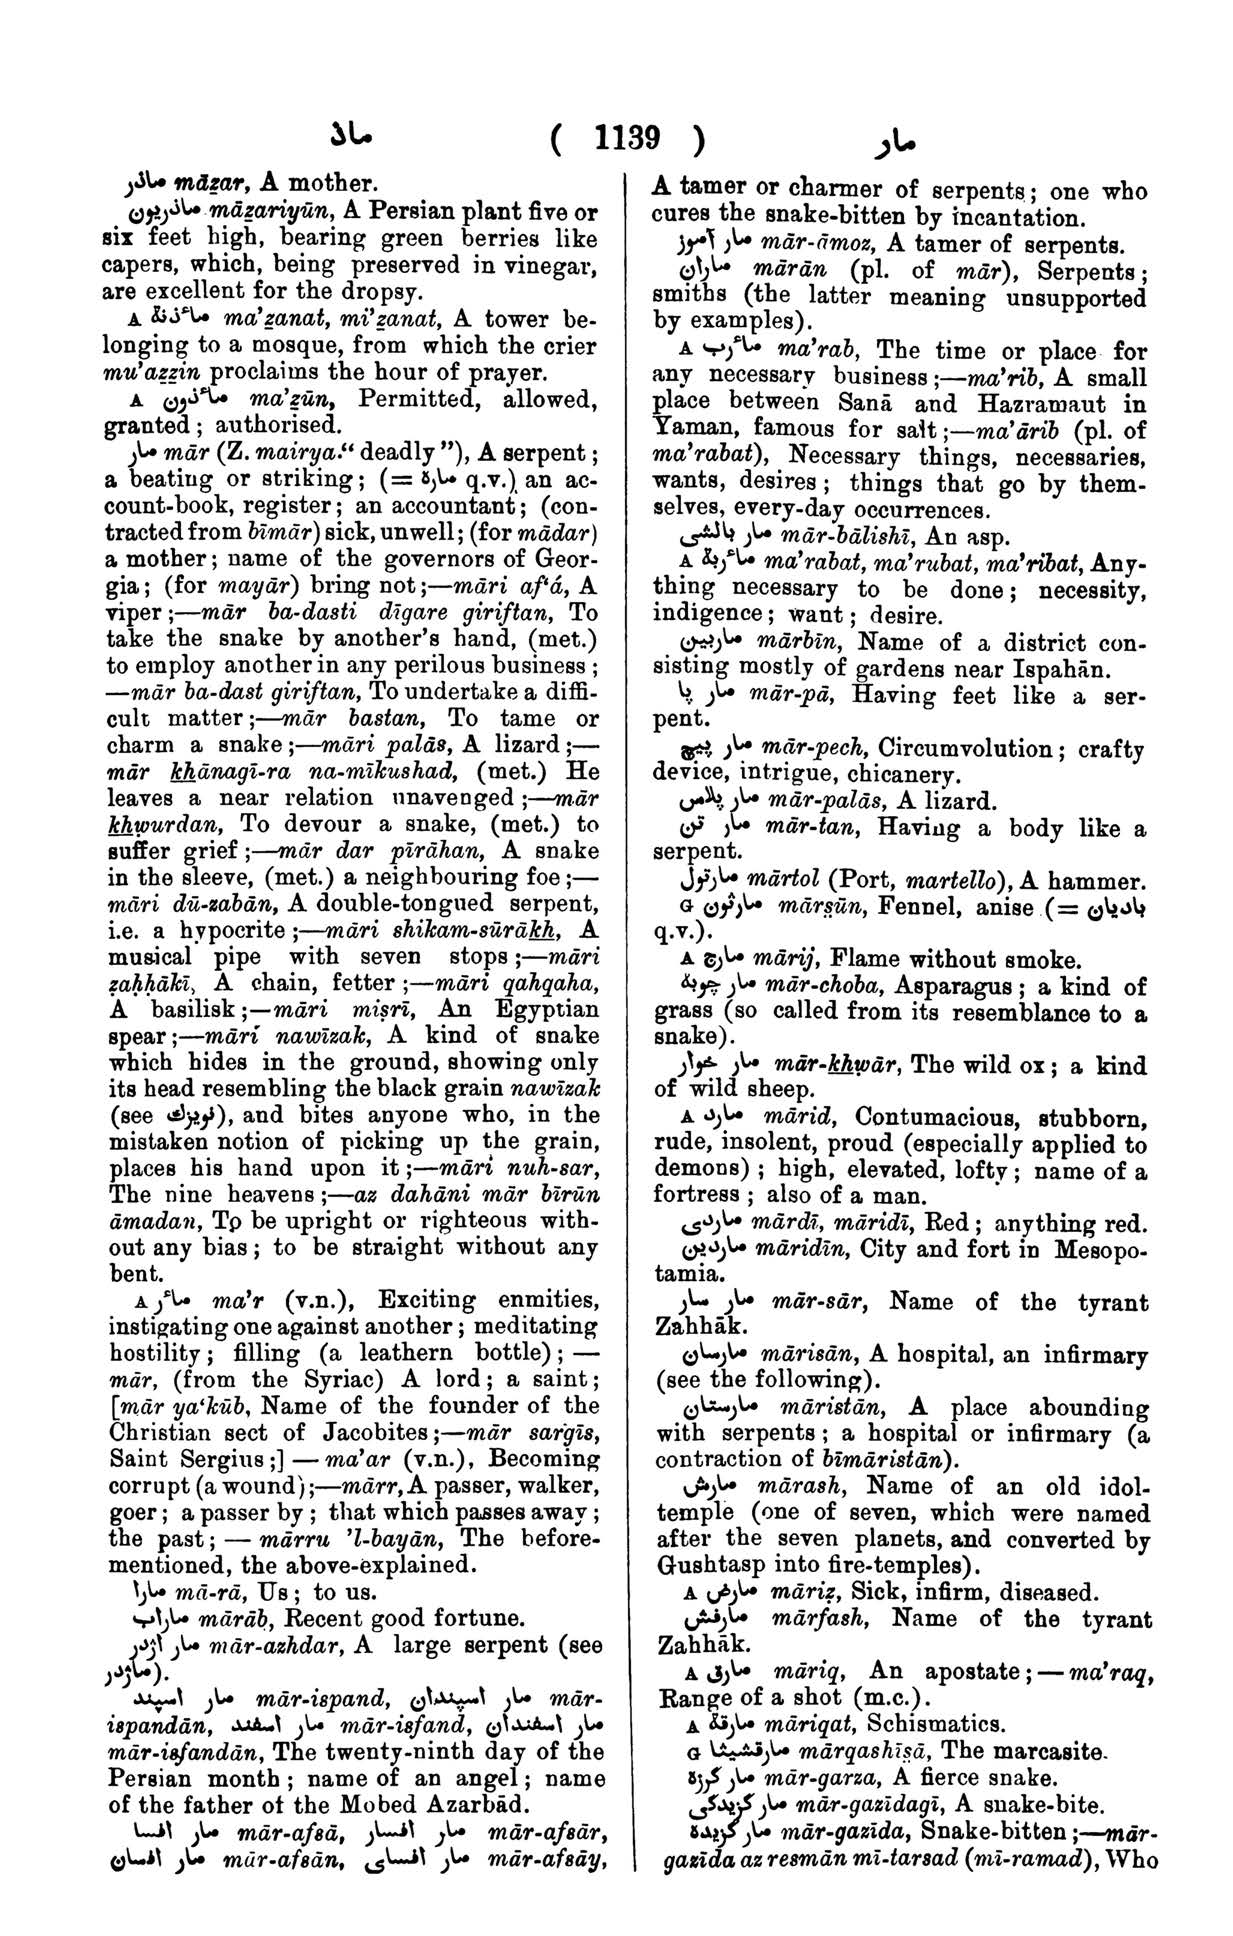 ماذ ( 1139 ) مار
ماذر māẕar, A mother.
ماذریون māẕariyūn, A Persian plant five or
six feet high, bearing green berries like
capers, which, being preserved in vinegar,
are excellent for the dropsy.
A مأذنة ma’ẕanat, mi’ẕanat, A tower be-
longing to a mosque, from which the crier
mu’aẕẕin proclaims the hour of prayer.
A مأذون ma’ẕūn, Permitted, allowed,
granted ; authorised.
مار mār (Z. mairya “ deadly ”), A serpent ;
a beating or striking ; (= ماره q.v.) an ac-
count-book, register ; an accountant ; (con-
tracted from bīmār) sick, unwell ; (for mādar)
a mother ; name of the governors of Geor-
gia ; (for mayār) bring not ;—māri af‘á, A
viper ;—mār ba-dasti dīgare giriftan, To
take the snake by another’s hand, (met.)
to employ another in any perilous business ;
—mār ba-dast giriftan, To undertake a diffi-
cult matter ;—mār bastan, To tame or
charm a snake ;—māri palās, A lizard ;—
mār khānagī-ra na-mīkushad, (met.) He
leaves a near relation unavenged ;—mār
khẉurdan, To devour a snake, (met.) to
suffer grief ;—mār dar pīrāhan, A snake
in the sleeve, (met.) a neighbouring foe ;—
māri dū-zabān, A double-tongued serpent,
i.e. a hypocrite ;—māri shikam-sūrākh, A
musical pipe with seven stops ;—māri
ẓaḥḥākī, A chain, fetter ;—māri qahqaha,
A basilisk ;—māri miṣrī, An Egyptian
spear ;—mārí nawīzak, A kind of snake
which hides in the ground, showing only
its head resembling the black grain nawīzak
(see نویزك), and bites anyone who, in the
mistaken notion of picking up the grain,
places his hand upon it ;—māri nuh-sar,
The nine heavens ;—az dahāni mār bīrūn
āmadan, To be upright or righteous with-
out any bias ; to be straight without any
bent.
A مأر ma’r (v.n.), Exciting enmities,
instigating one against another ; meditating
hostility ; filling (a leathern bottle) ; —
mār, (from the Syriac) A lord ; a saint ;
[mār ya‘kūb, Name of the founder of the
Christian sect of Jacobites ;—mār sargīs,
Saint Sergius ;] — ma’ar (v.n.), Becoming
corrupt (a wound) ;—mārr, A passer, walker,
goer ; a passer by ; that which passes away ;
the past ; — mārru ’l-bayān, The before-
mentioned, the above-explained.
مارا mā-rā, Us ; to us.
ماراب mārāb, Recent good fortune.
مار اژدر mār-azhdar, A large serpent (see
ماژدر).
مار اسپند mār-ispand, مار اسپندان mār-
ispandān, مار اسفند mār-isfand, مار اسفندان
mār-isfandān, The twenty-ninth day of the
Persian month ; name of an angel ; name
of the father of the Mobed Azarbād.
مار افسا mār-afsā, مار افسار mār-afsār,
مار افسان mār-afsān, مار افسای mār-afsāy,
A tamer or charmer of serpents ; one who
cures the snake-bitten by incantation.
مار آموز mār-āmoz, A tamer of serpents.
ماران mārān (pl. of mār), Serpents ;
smiths (the latter meaning unsupported
by examples).
A مأرب ma’rab, The time or place for
any necessary business ;—ma’rib, A small
place between Sanā and Hazramaut in
Yaman, famous for salt ;—ma’ārib (pl. of
ma’rabat), Necessary things, necessaries,
wants, desires ; things that go by them-
selves, every-day occurrences.
مار بالشی mār-bālishī, An asp.
A مأربة ma’rabat, ma’rubat, ma’ribat, Any-
thing necessary to be done ; necessity,
indigence ; want ; desire.
ماربین mārbīn, Name of a district con-
sisting mostly of gardens near Ispahān.
مار پا mār-pā, Having feet like a ser-
pent.
مار پیچ mār-pech, Circumvolution ; crafty
device, intrigue, chicanery.
مار پلاس mār-palās, A lizard.
مار تن mār-tan, Having a body like a
serpent.
مارتول mārtol (Port, martello), A hammer.
G مارثون mārs̱ūn, Fennel, anise (= بادیان
q.v.).
A مارج mārij, Flame without smoke.
مار چوبة mār-choba, Asparagus ; a kind of
grass (so called from its resemblance to a
snake).
مار خوار mār-khẉār, The wild ox ; a kind
of wild sheep.
A مارد mārid, Contumacious, stubborn,
rude, insolent, proud (especially applied to
demons) ; high, elevated, lofty ; name of a
fortress ; also of a man.
ماردی mārdī, māridī, Red ; anything red.
ماردین māridīn, City and fort in Mesopo-
tamia.
مار سار mār-sār, Name of the tyrant
Zahhāk.
مارسان mārisān, A hospital, an infirmary
(see the following).
مارستان māristān, A place abounding
with serpents ; a hospital or infirmary (a
contraction of bīmāristān).
مارش mārash, Name of an old idol-
temple (one of seven, which were named
after the seven planets, and converted by
Gushtasp into fire-temples).
A مارض māriẓ, Sick, infirm, diseased.
مارفش mārfash, Name of the tyrant
Zahhāk.
A مارق māriq, An apostate ; — ma’raq,
Range of a shot (m.c.).
A مارقة māriqat, Schismatics.
G مارقشیثا mārqashīs̱ā, The marcasite.
مار گرزه mār-garza, A fierce snake.
مار گزیدگی mār-gazīdagī, A snake-bite.
مار گزیده mār-gazīda, Snake-bitten ;—mār-
gazīda az resmān mī-tarsad (mī-ramad), Who